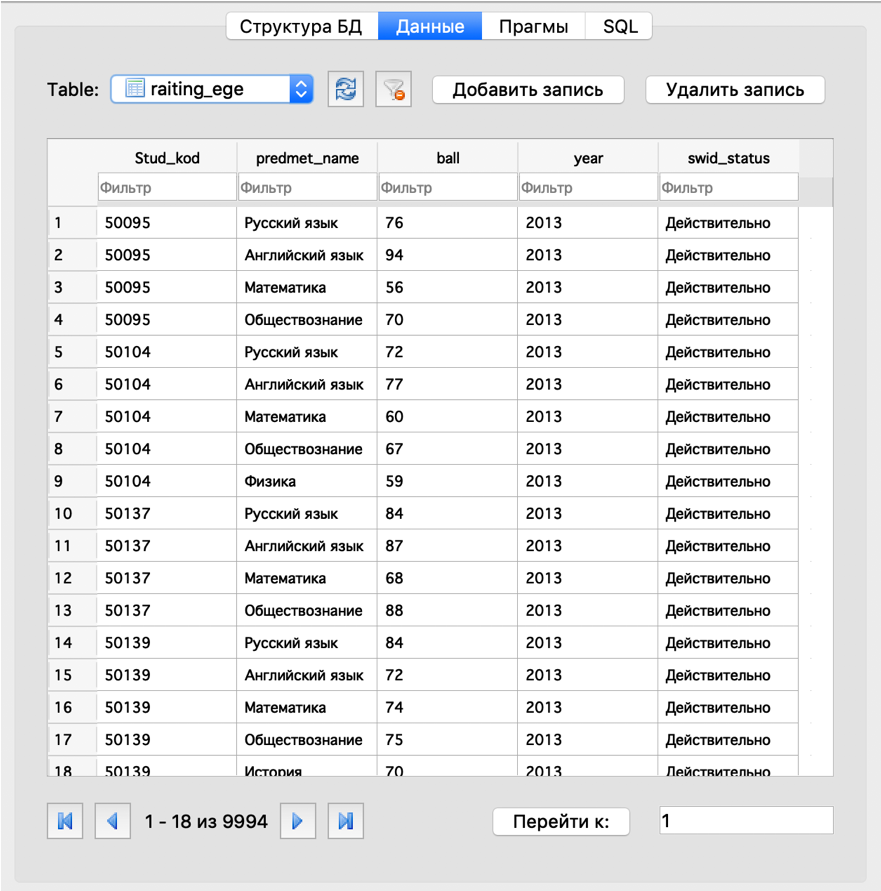 Структура БД Данные Прагмы SQL
Table: raiting_ege Добавить запись Удалить запись
Stud_kod predmet_name ball year swid_status
Фильтр Фильтр Фильтр Фильтр Фильтр
1 50095 Русский язык 76 2013 Действительно
2 50095 Английский язык 94 2013 Действительно
3 50095 Математика 56 2013 Действительно
4 50095 Обществознание 70 2013 Действительно
5 50104 Русский язык 72 2013 Действительно
6 50104 Английский язык 77 2013 Действительно
7 50104 Математика 60 2013 Действительно
8 50104 Обществознание 67 2013 Действительно
9 50104 Физика 59 2013 Действительно
10 50137 Русский язык 84 2013 Действительно
11 50137 Английский язык 87 2013 Действительно
12 50137 Математика 68 2013 Действительно
13 50137 Обществознание 88 2013 Действительно
14 50139 Русский язык 84 2013 Действительно
15 50139 Английский язык 72 2013 Действительно
16 50139 Математика 74 2013 Действительно
17 50139 Обществознание 75 2013 Действительно
18 50139 История 70 2013 Действительно
1 - 18 из 9994 Перейти к: 1